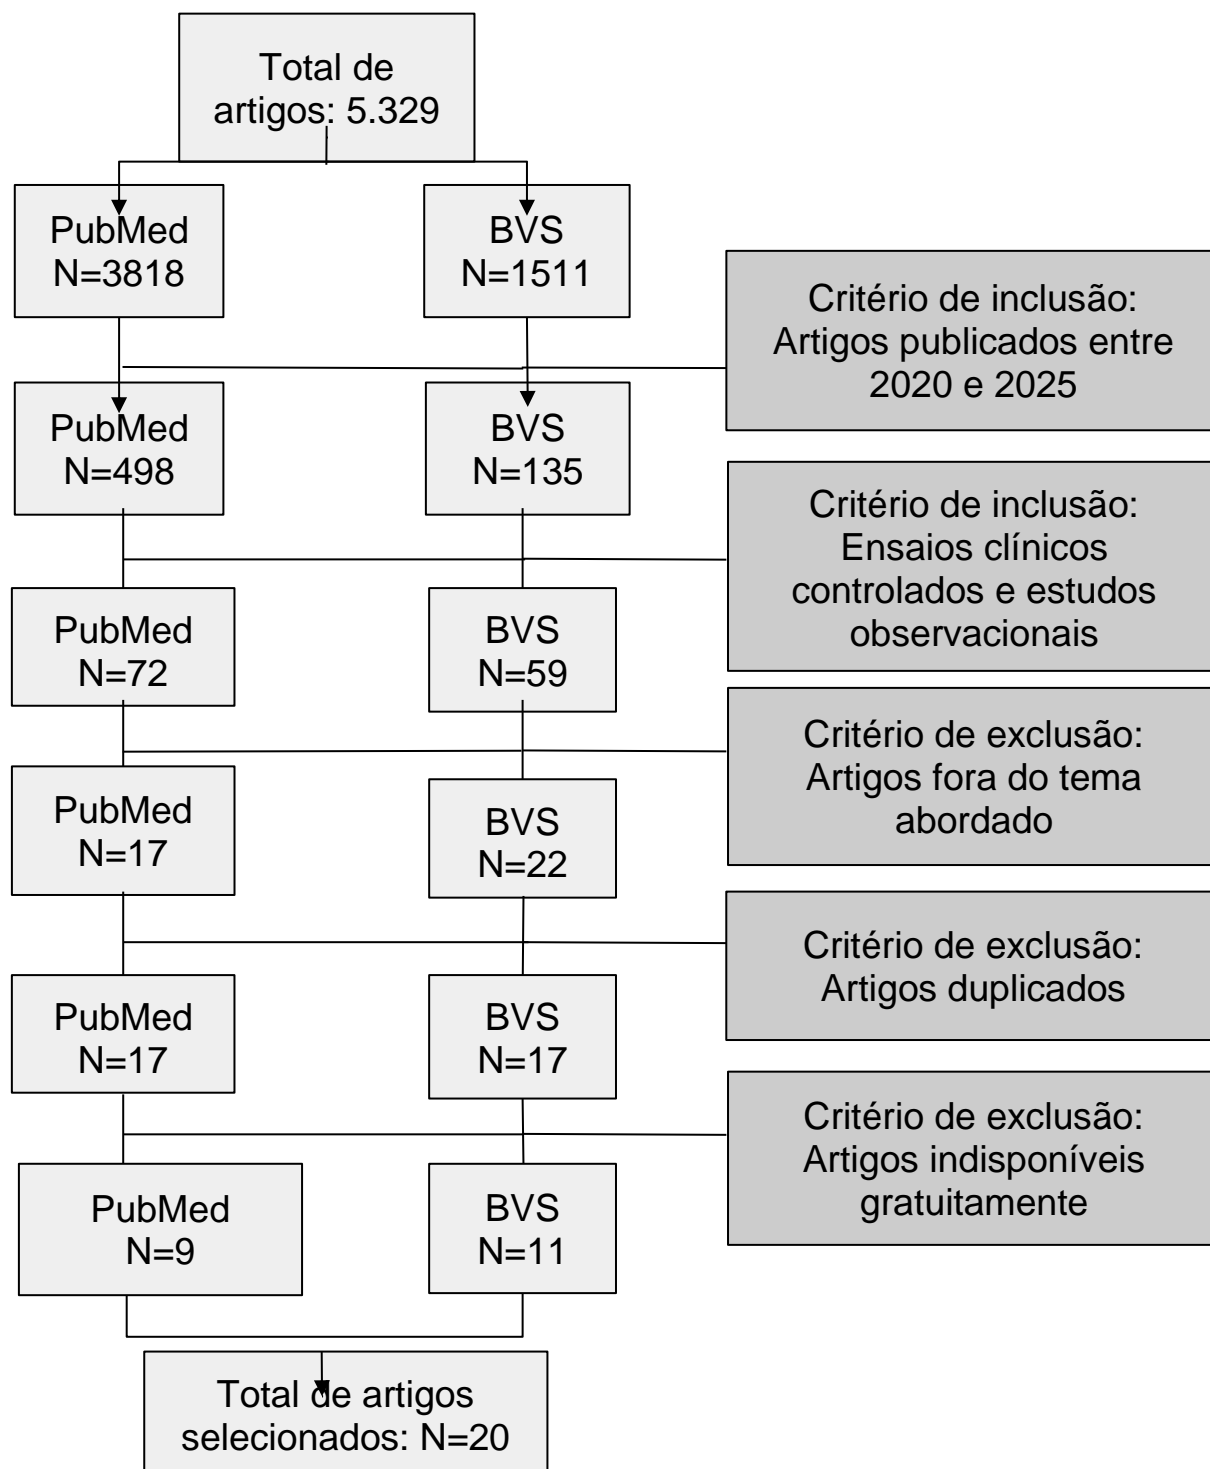 Total de
artigos: 5.329
PubMed
N=3818
BVS
N=1511
Critério de inclusão:
Artigos publicados entre
2020 e 2025
PubMed
N=498
BVS
N=135
Critério de inclusão:
Ensaios clínicos
controlados e estudos
observacionais
PubMed
N=72
BVS
N=59
Critério de exclusão:
Artigos fora do tema
abordado
PubMed
N=17
BVS
N=22
Critério de exclusão:
Artigos duplicados
PubMed
N=17
BVS
N=17
Critério de exclusão:
Artigos indisponíveis
gratuitamente
PubMed
N=9
BVS
N=11
Total de artigos
selecionados: N=20